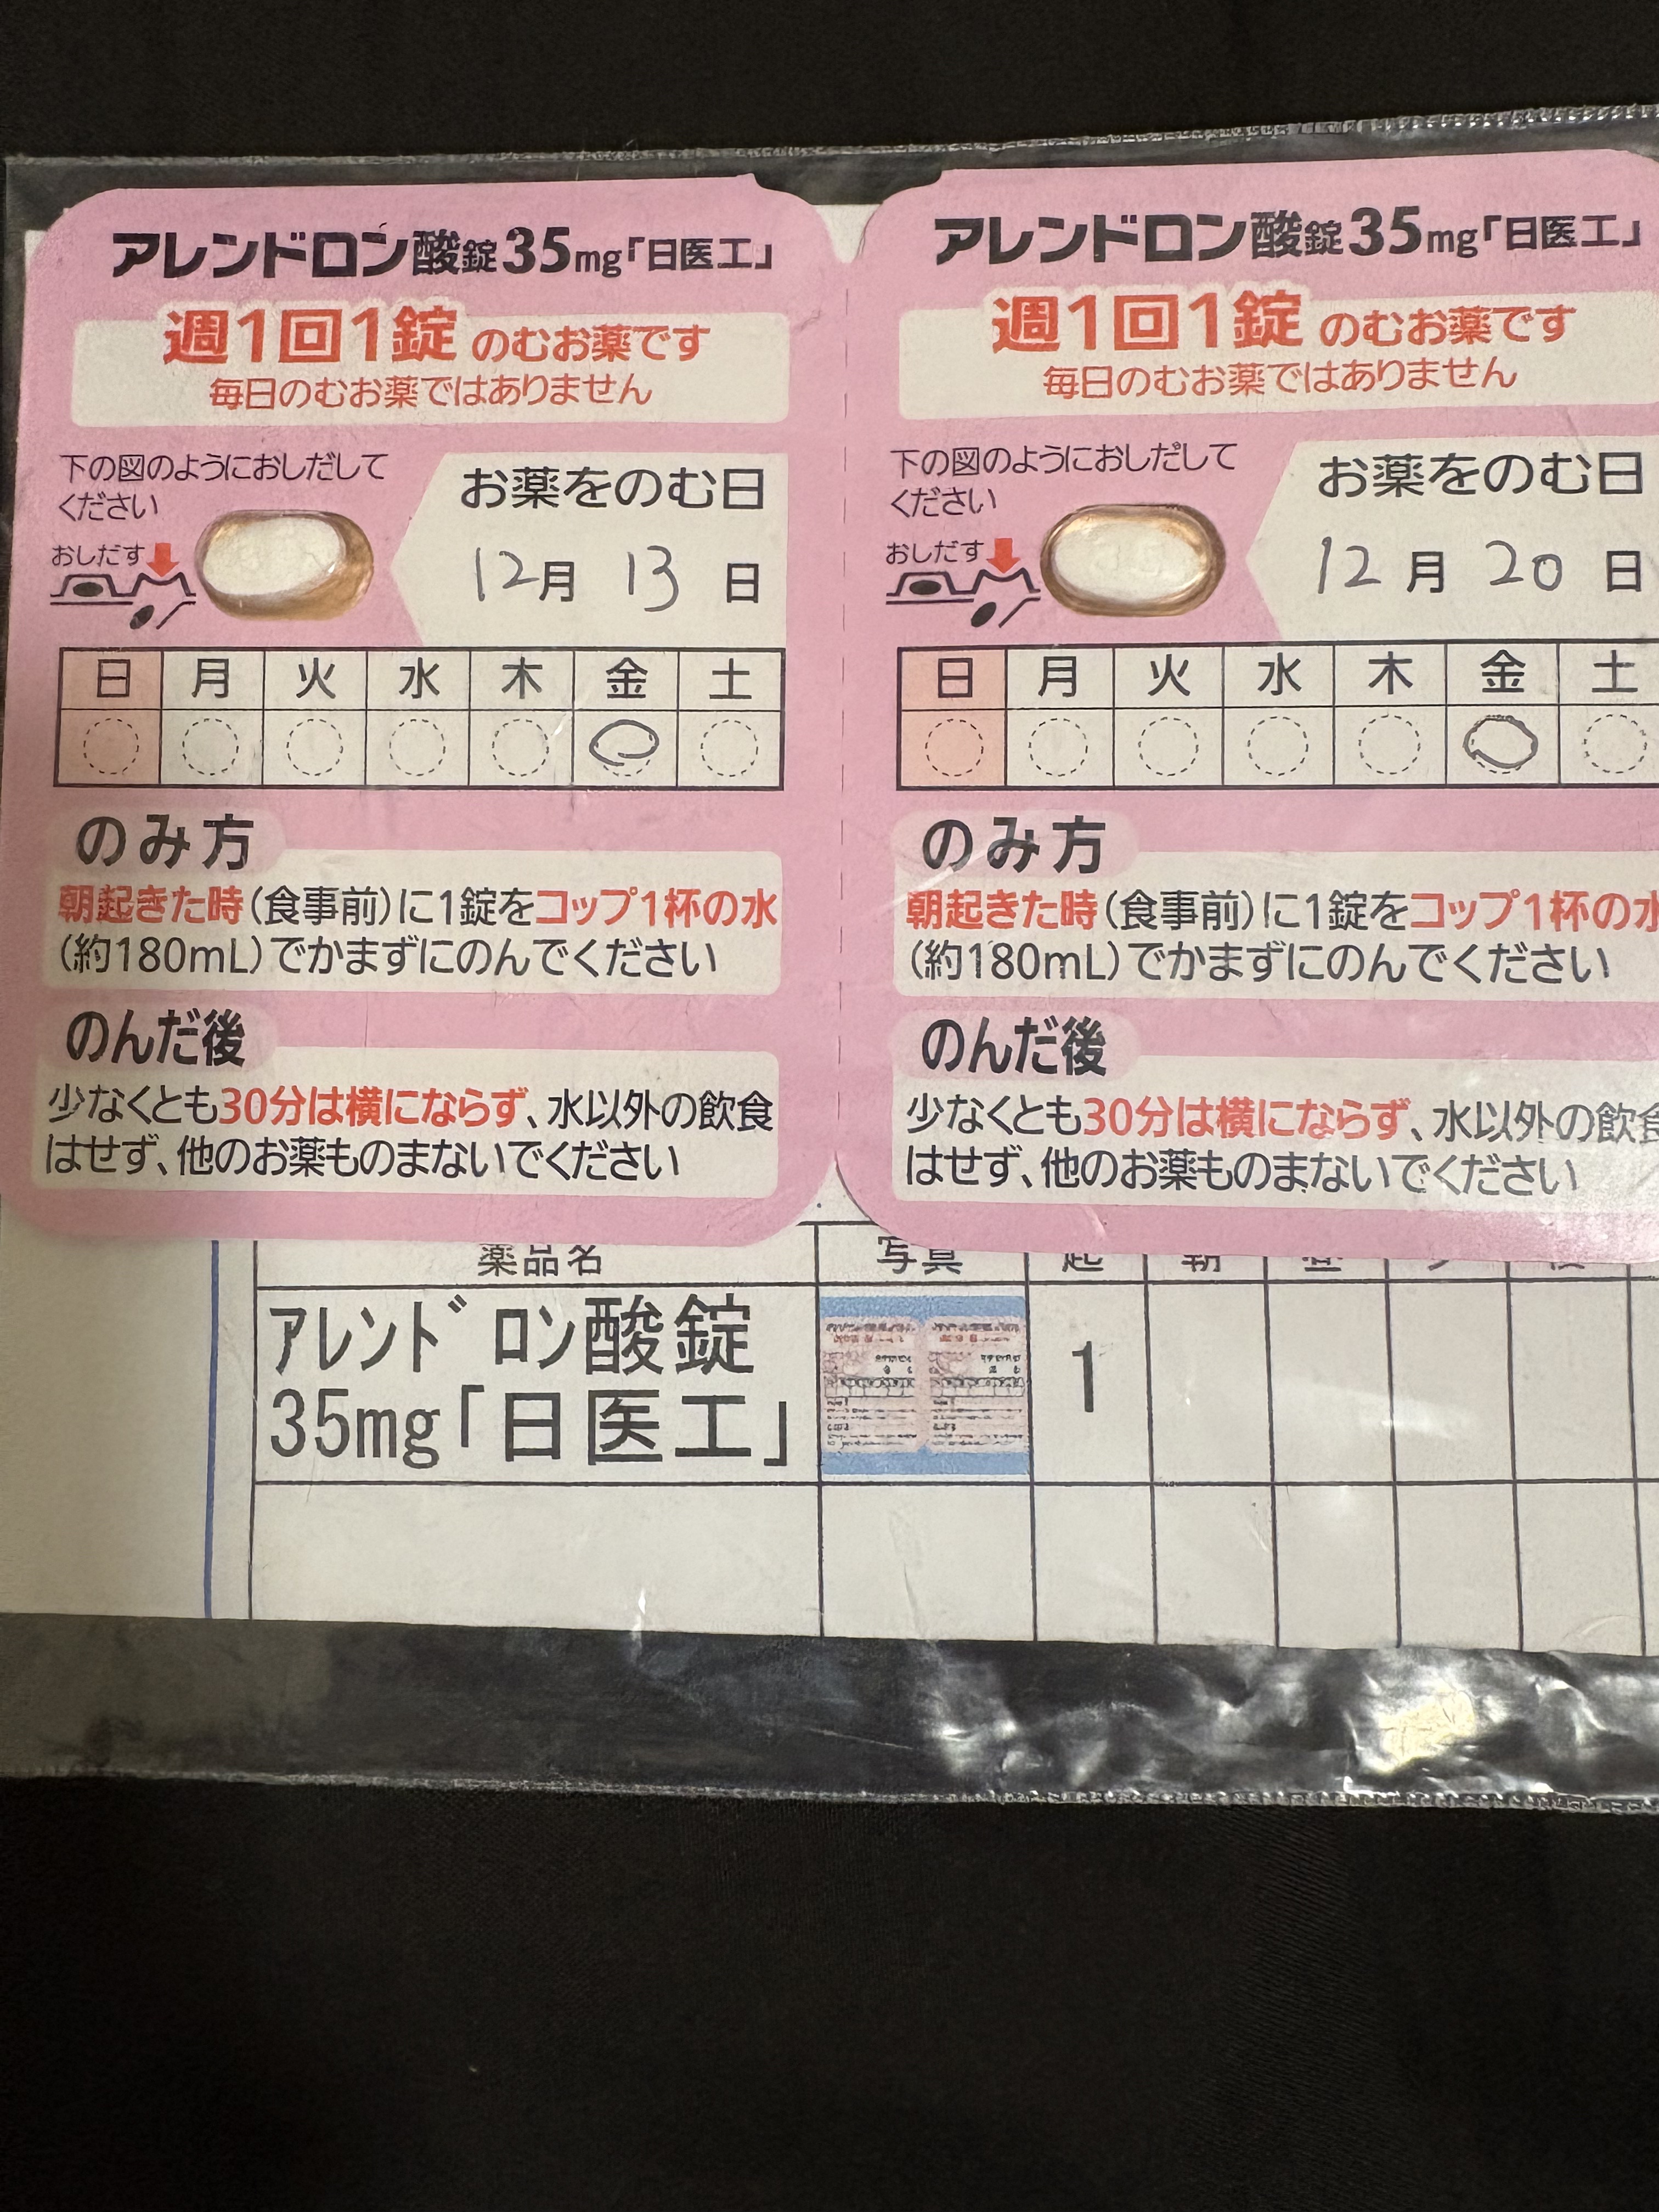 アレンドロン酸錠35mg「日医工」
週1回1錠のむお薬です
毎日のむお薬ではありません
下の図のようにおしだして
ください
おしだす
お薬をのむ日
12月 13 日
日 月 火 水 木 金 土
のみ方
朝起きた時(食事前)に1錠をコップ1杯の水
(約180mL)でかまずにのんでください
のんだ後
少なくとも30分は横にならず、水以外の飲食
はせず、他のお薬ものまないでください
アレンドロン酸錠35mg「日医工」
週1回1錠のむお薬です
毎日のむお薬ではありません
下の図のようにおしだして
ください
おしだす
お薬をのむ日
12月 20 日
日 月 火 水 木 金 土
のみ方
朝起きた時(食事前)に1錠をコップ1杯の水
(約180mL)でかまずにのんでください
のんだ後
少なくとも30分は横にならず、水以外の飲食
はせず、他のお薬ものまないでください
薬品名 写真 起 朝 昼 夕
ｱﾚﾝﾄﾞﾛﾝ酸錠 1
35mg「日医工」